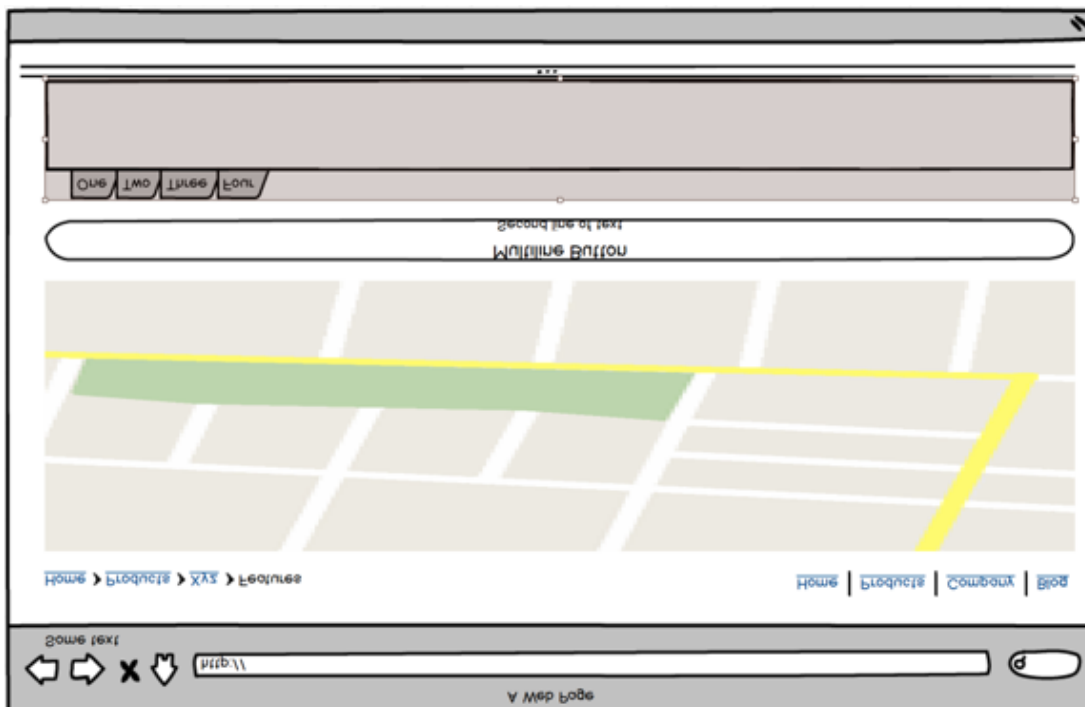 A Web Page
http://
Some text
Home > Products > Xyz > Features
Home | Products | Company | Blog
Multiline Button
Second line of text
One Two Three Four